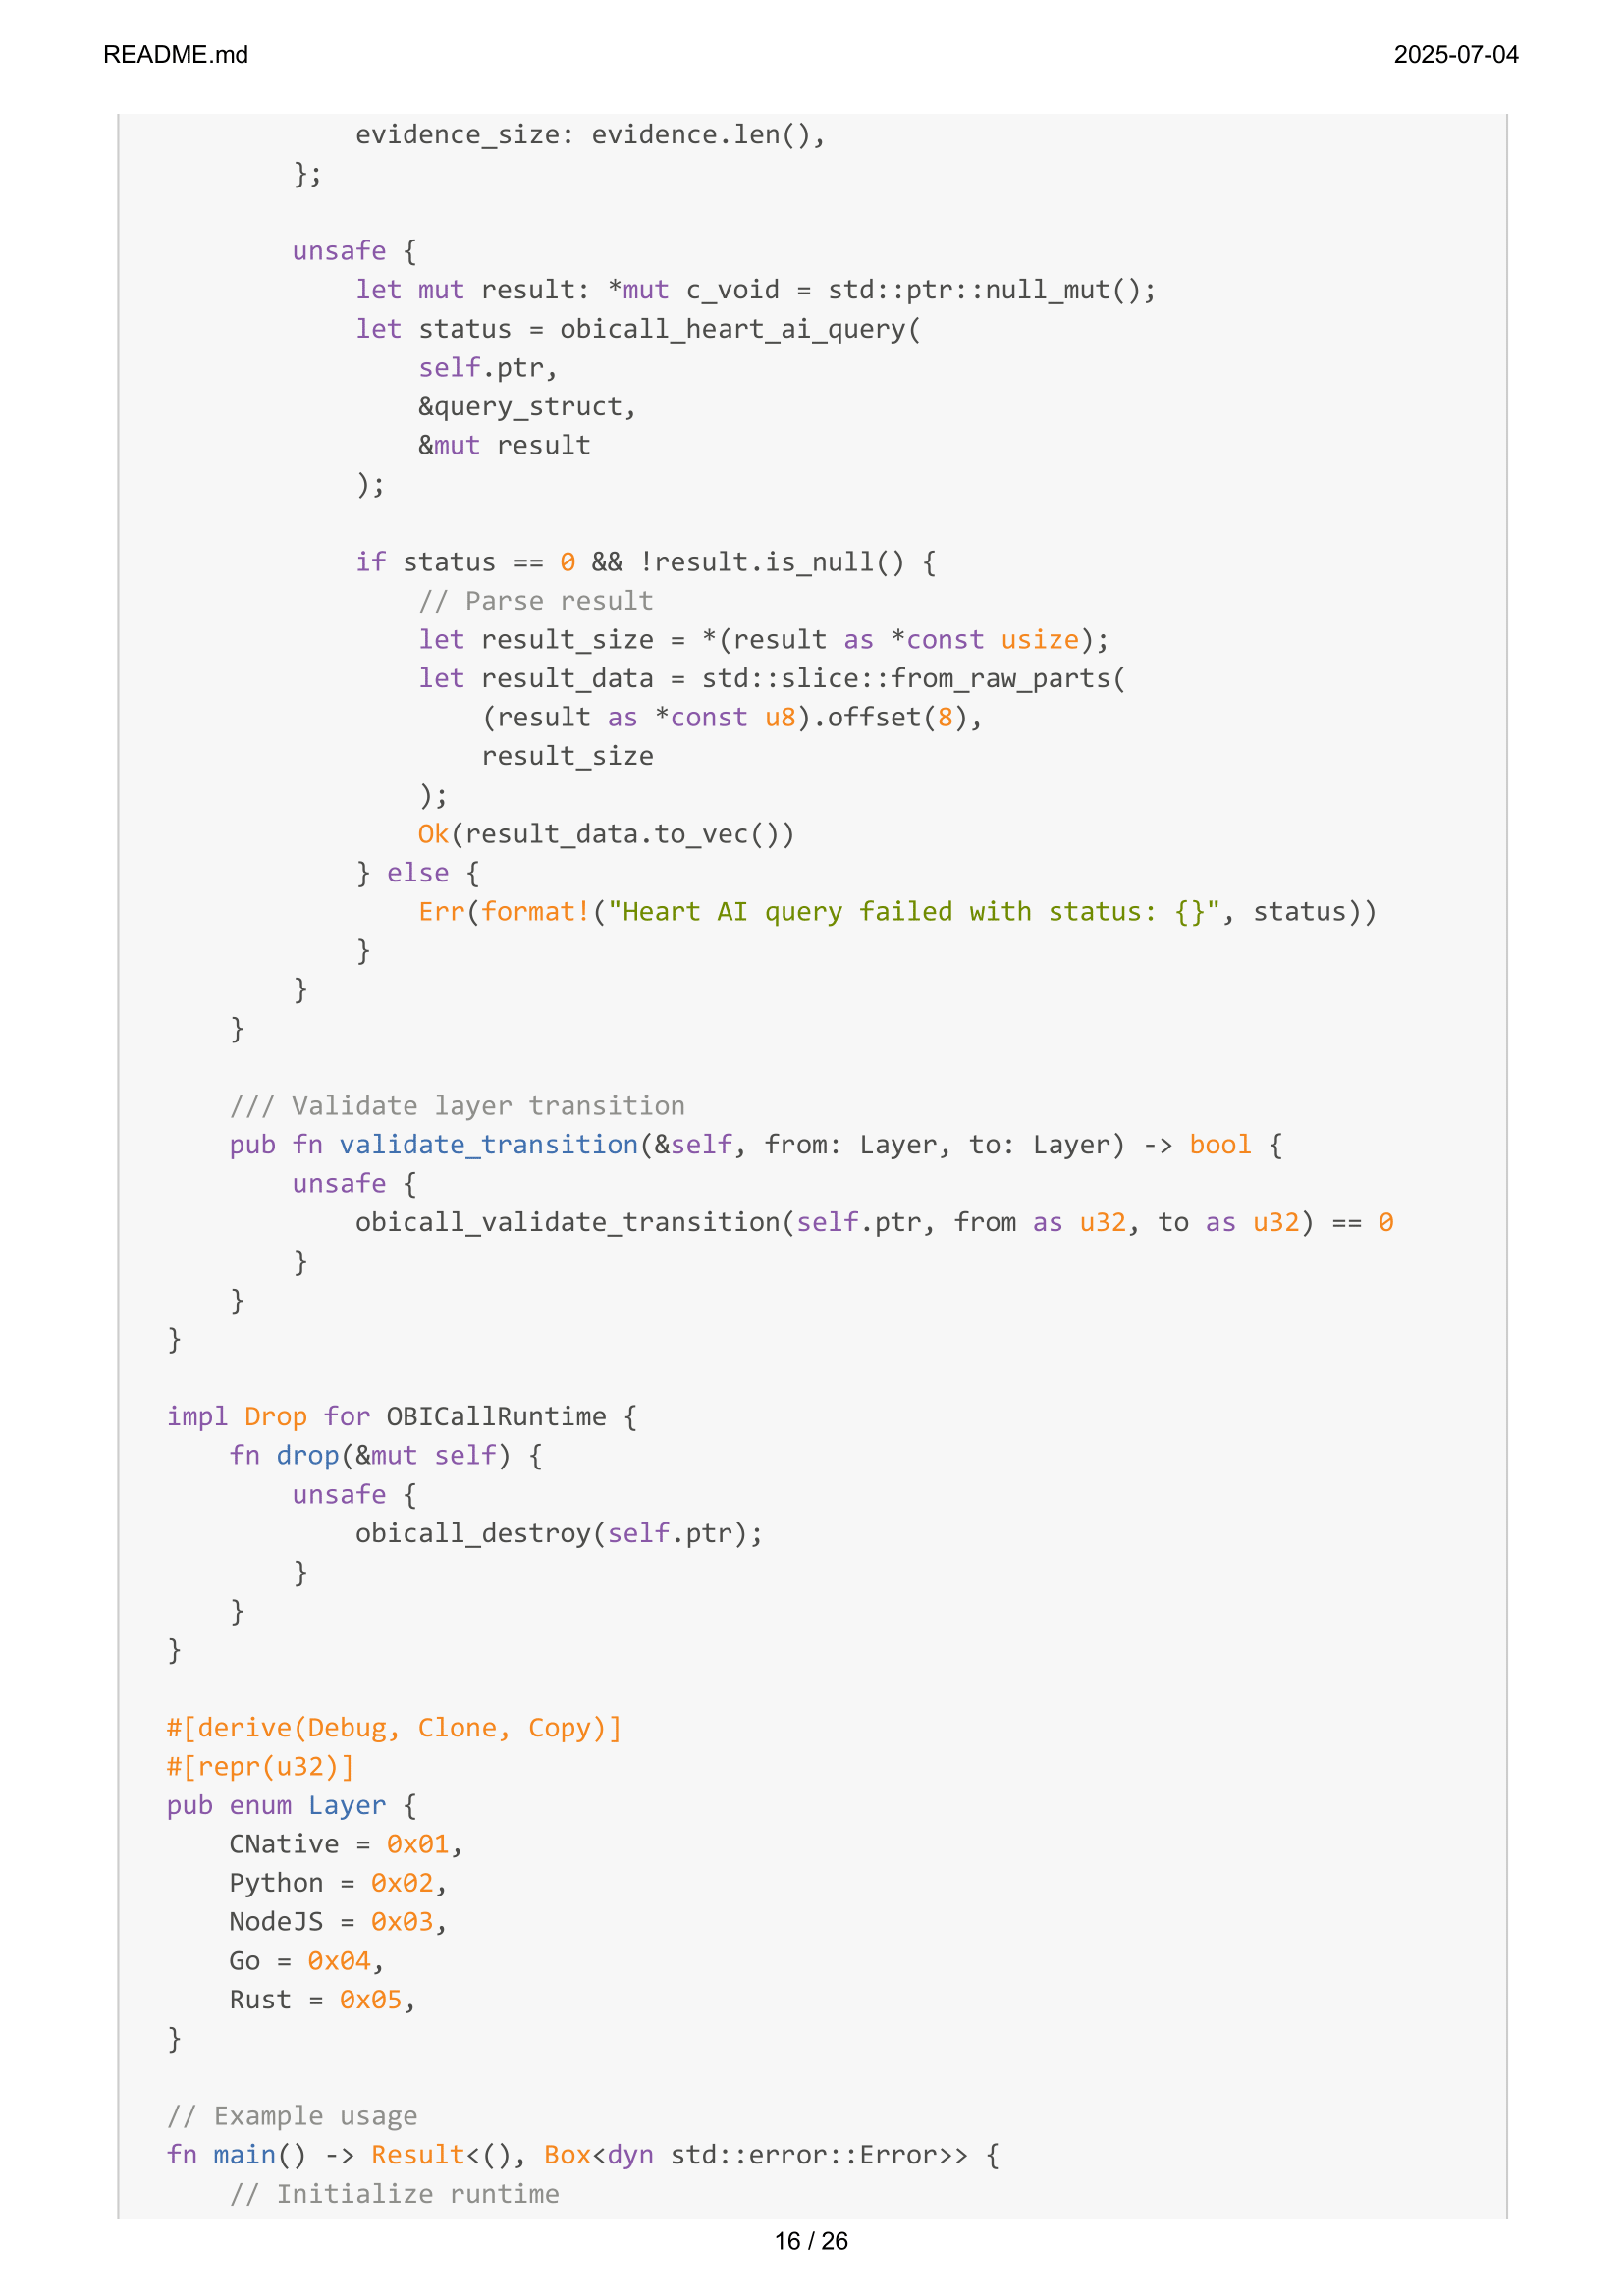 README.md 2025-07-04
            evidence_size: evidence.len(),
        };

        unsafe {
            let mut result: *mut c_void = std::ptr::null_mut();
            let status = obicall_heart_ai_query(
                self.ptr,
                &query_struct,
                &mut result
            );

            if status == 0 && !result.is_null() {
                // Parse result
                let result_size = *(result as *const usize);
                let result_data = std::slice::from_raw_parts(
                    (result as *const u8).offset(8),
                    result_size
                );
                Ok(result_data.to_vec())
            } else {
                Err(format!("Heart AI query failed with status: {}", status))
            }
        }
    }

    /// Validate layer transition
    pub fn validate_transition(&self, from: Layer, to: Layer) -> bool {
        unsafe {
            obicall_validate_transition(self.ptr, from as u32, to as u32) == 0
        }
    }
}

impl Drop for OBICallRuntime {
    fn drop(&mut self) {
        unsafe {
            obicall_destroy(self.ptr);
        }
    }
}

#[derive(Debug, Clone, Copy)]
#[repr(u32)]
pub enum Layer {
    CNative = 0x01,
    Python = 0x02,
    NodeJS = 0x03,
    Go = 0x04,
    Rust = 0x05,
}

// Example usage
fn main() -> Result<(), Box<dyn std::error::Error>> {
    // Initialize runtime
16 / 26